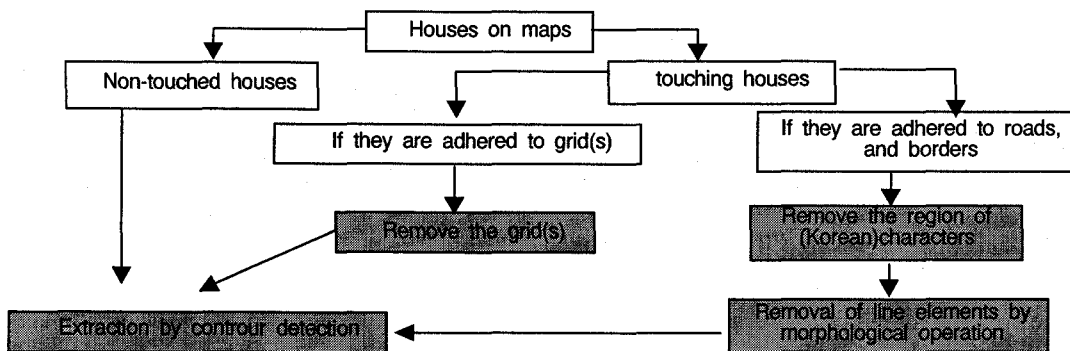 Houses on maps
Non-touched houses
touching houses
If they are adhered to grid(s)
If they are adhered to roads,
and borders
Remove the grid(s)
Remove the region of
(Korean)characters
Extraction by controur detection
Removal of line elements by
morphological operation